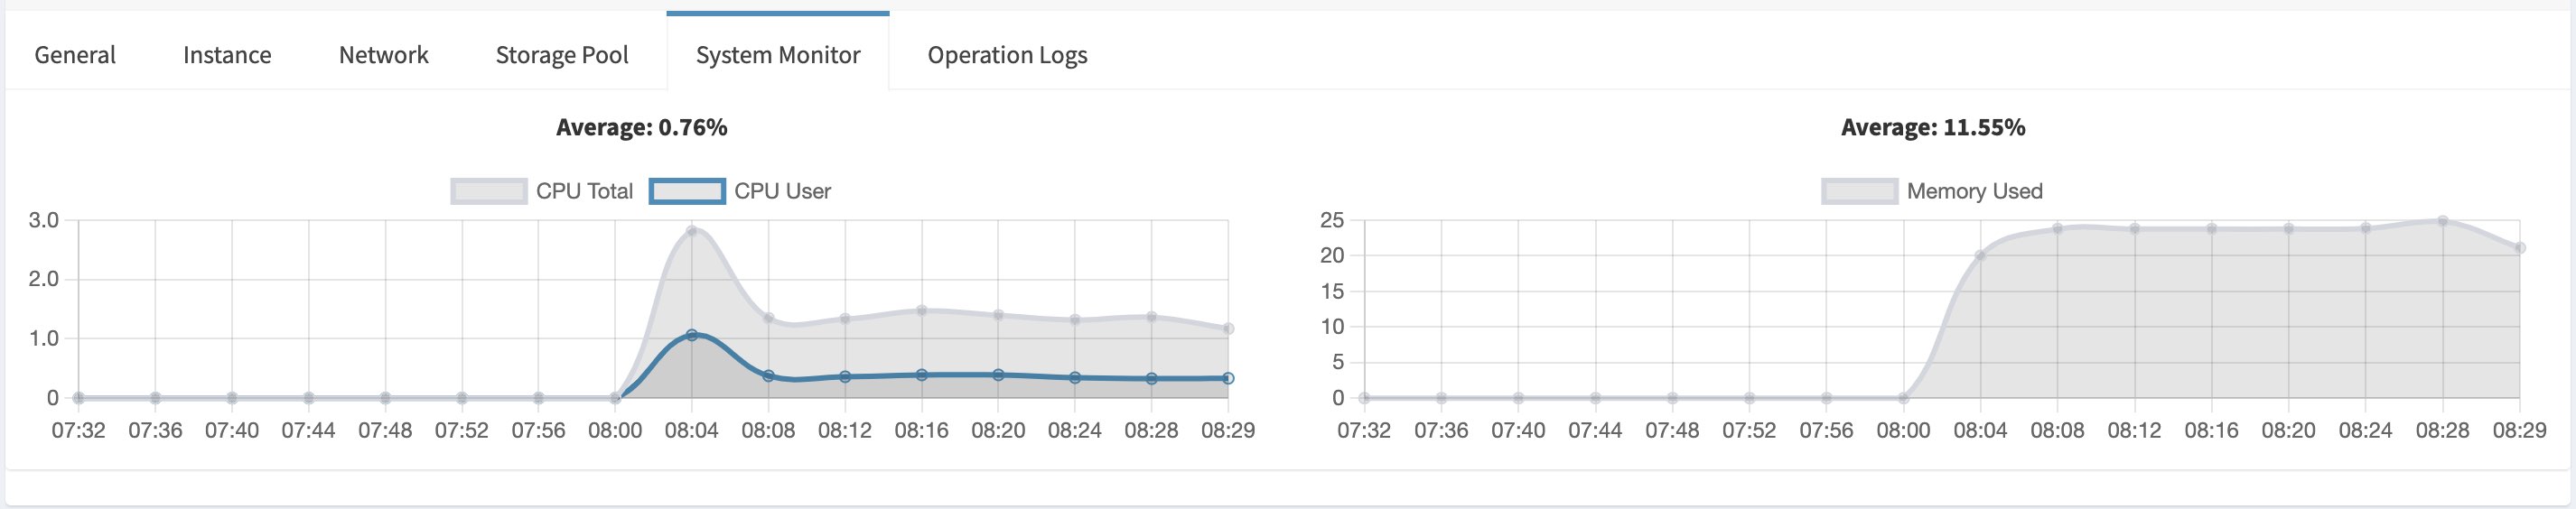 General Instance Network Storage Pool System Monitor Operation Logs
Average: 0.76%
CPU Total CPU User
3.0
2.0
1.0
0
07:32 07:36 07:40 07:44 07:48 07:52 07:56 08:00 08:04 08:08 08:12 08:16 08:20 08:24 08:28 08:29
Average: 11.55%
Memory Used
25
20
15
10
5
0
07:32 07:36 07:40 07:44 07:48 07:52 07:56 08:00 08:04 08:08 08:12 08:16 08:20 08:24 08:28 08:29